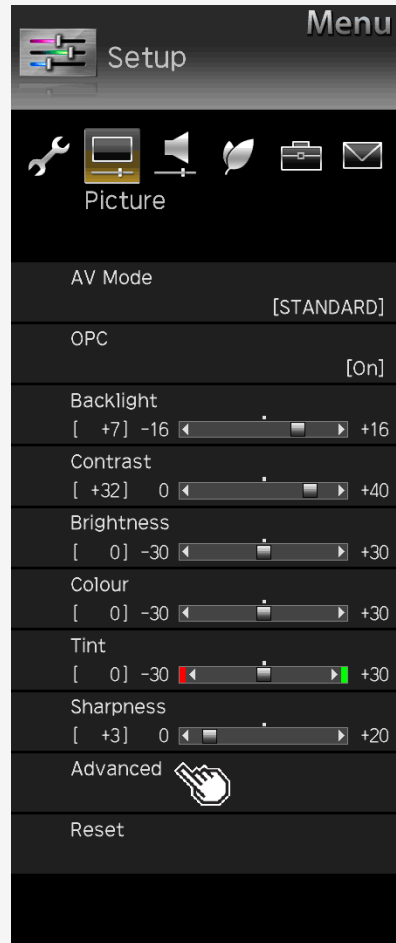 Menu
Setup
Picture
AV Mode
[STANDARD]
OPC
[On]
Backlight
[ +7] -16 +16
Contrast
[ +32] 0 +40
Brightness
[ 0] -30 +30
Colour
[ 0] -30 +30
Tint
[ 0] -30 +30
Sharpness
[ +3] 0 +20
Advanced
Reset